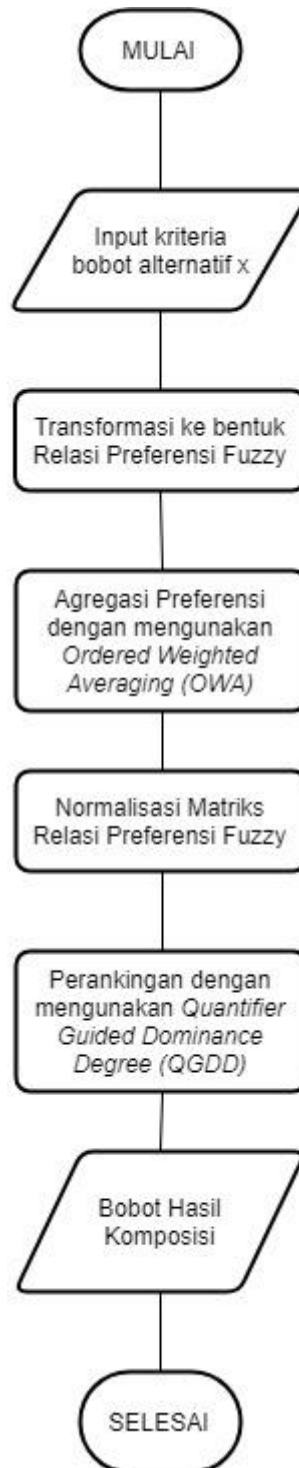 MULAI
Input kriteria
bobot alternatif x
Transformasi ke bentuk
Relasi Preferensi Fuzzy
Agregasi Preferensi
dengan mengunakan
Ordered Weighted
Averaging (OWA)
Normalisasi Matriks
Relasi Preferensi Fuzzy
Perankingan dengan
mengunakan Quantifier
Guided Dominance
Degree (QGDD)
Bobot Hasil
Komposisi
SELESAI